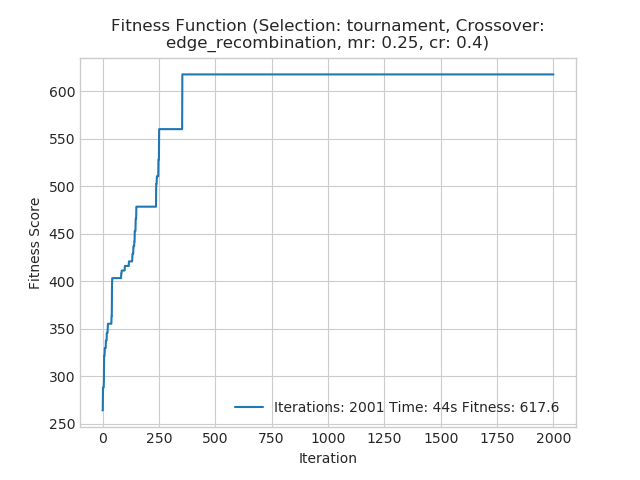 Fitness Function (Selection: tournament, Crossover:
edge_recombination, mr: 0.25, cr: 0.4)
600
550
500
450
400
350
300
250
Fitness Score
Iterations: 2001 Time: 44s Fitness: 617.6
0 250 500 750 1000 1250 1500 1750 2000
Iteration